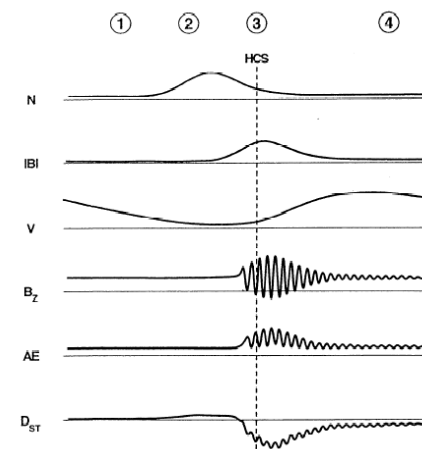 ① ② ③ ④
HCS
N
|B|
V
B_Z
AE
D_ST